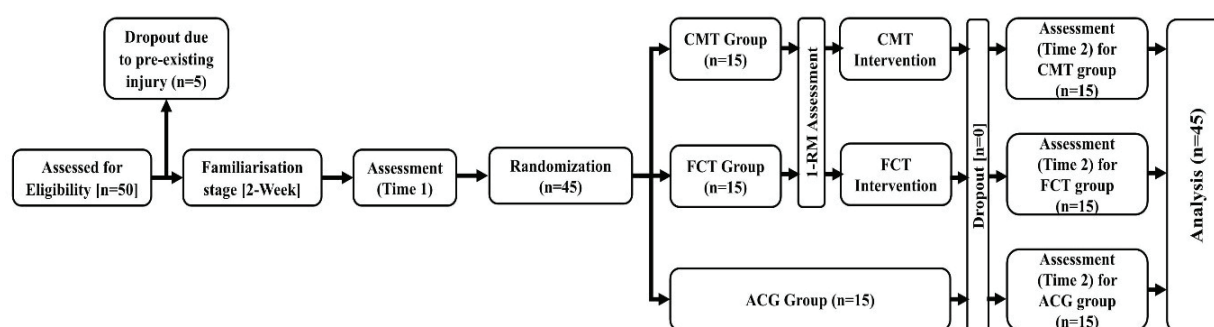 Dropout due
to pre-existing
injury (n=5)
Assessed for
Eligibility [n=50]
Familiarisation
stage [2-Week]
Assessment
(Time 1)
Randomization
(n=45)
CMT Group
(n=15)
FCT Group
(n=15)
ACG Group (n=15)
1-RM Assessment
CMT
Intervention
FCT
Intervention
Dropout [n=0]
Assessment
(Time 2) for
CMT group
(n=15)
Assessment
(Time 2) for
FCT group
(n=15)
Assessment
(Time 2) for
ACG group
(n=15)
Analysis (n=45)